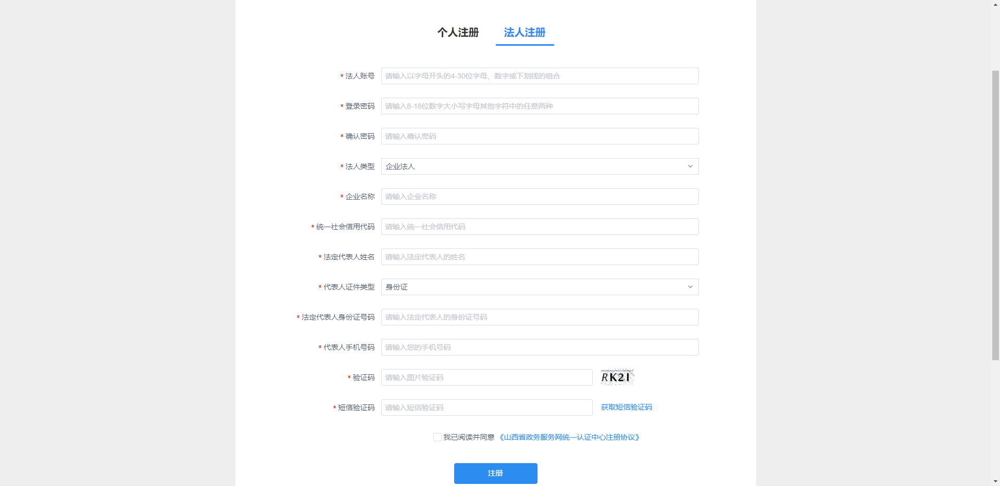 个人注册 法人注册
* 法人账号 请输入以字母开头的4-30位字母、数字或下划线的组合
* 登录密码 请输入8-18位数字大小写字母其他字符中的任意两种
* 确认密码 请输入确认密码
* 法人类型 企业法人
* 企业名称 请输入企业名称
* 统一社会信用代码 请输入统一社会信用代码
* 法定代表人姓名 请输入法定代表人的姓名
* 代表人证件类型 身份证
* 法定代表人身份证号码 请输入法定代表人的身份证号码
* 代表人手机号码 请输入您的手机号码
* 验证码 请输入图片验证码 RK2I
* 短信验证码 请输入短信验证码 获取短信验证码
我已阅读并同意 《山西省政务服务网统一认证中心注册协议》
注册